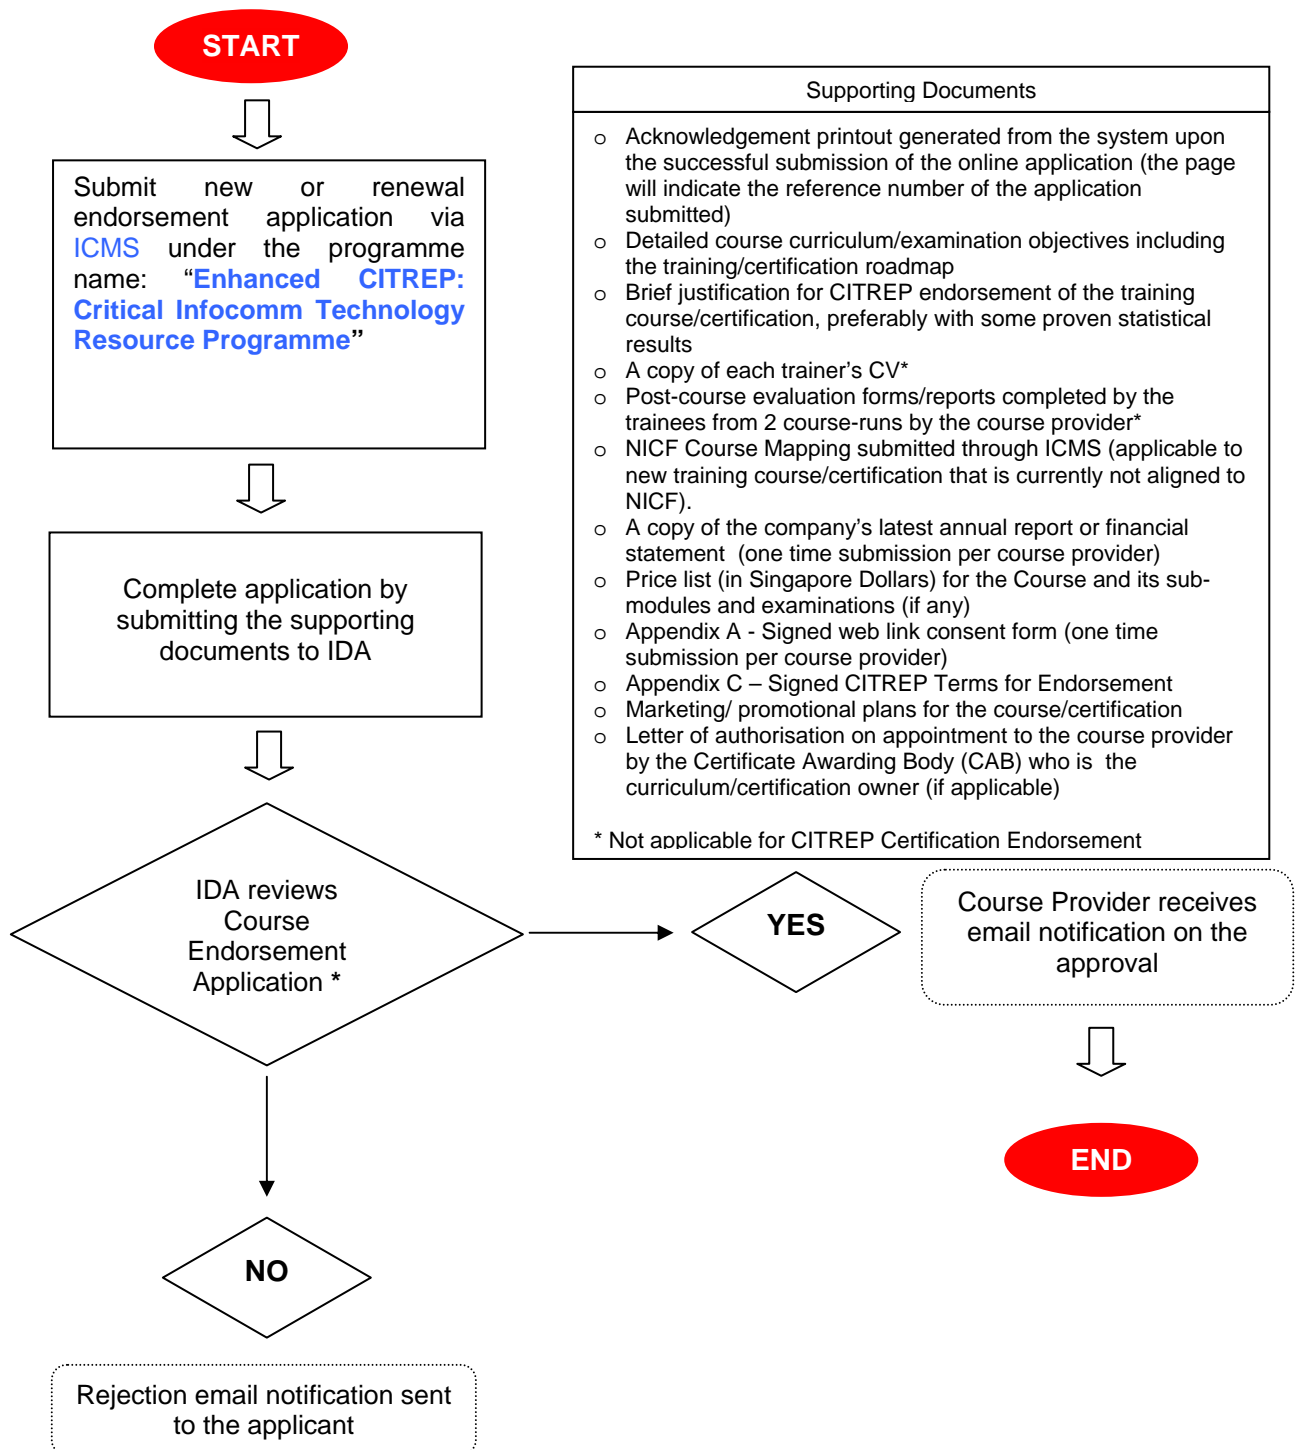 START
Submit new or renewal
endorsement application via
ICMS under the programme
name: “Enhanced CITREP:
Critical Infocomm Technology
Resource Programme”
Complete application by
submitting the supporting
documents to IDA
Supporting Documents
o Acknowledgement printout generated from the system upon
the successful submission of the online application (the page
will indicate the reference number of the application
submitted)
o Detailed course curriculum/examination objectives including
the training/certification roadmap
o Brief justification for CITREP endorsement of the training
course/certification, preferably with some proven statistical
results
o A copy of each trainer’s CV*
o Post-course evaluation forms/reports completed by the
trainees from 2 course-runs by the course provider*
o NICF Course Mapping submitted through ICMS (applicable to
new training course/certification that is currently not aligned to
NICF).
o A copy of the company’s latest annual report or financial
statement (one time submission per course provider)
o Price list (in Singapore Dollars) for the Course and its sub-
modules and examinations (if any)
o Appendix A - Signed web link consent form (one time
submission per course provider)
o Appendix C – Signed CITREP Terms for Endorsement
o Marketing/ promotional plans for the course/certification
o Letter of authorisation on appointment to the course provider
by the Certificate Awarding Body (CAB) who is the
curriculum/certification owner (if applicable)
* Not applicable for CITREP Certification Endorsement
IDA reviews
Course
Endorsement
Application *
YES
Course Provider receives
email notification on the
approval
END
NO
Rejection email notification sent
to the applicant